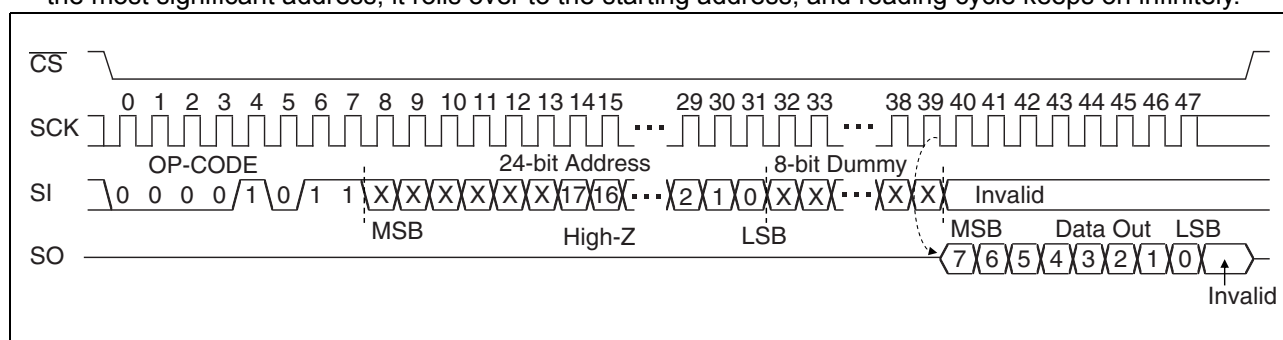 the most significant address, it rolls over to the starting address, and reading cycle keeps on infinitely.
CS
0 1 2 3 4 5 6 7 8 9 10 11 12 13 14 15 29 30 31 32 33 38 39 40 41 42 43 44 45 46 47
SCK
OP-CODE 24-bit Address 8-bit Dummy
SI 0 0 0 0 1 0 1 1 X X X X X X 17 16 2 1 0 X X X X Invalid
MSB High-Z LSB MSB Data Out LSB
SO 7 6 5 4 3 2 1 0
Invalid